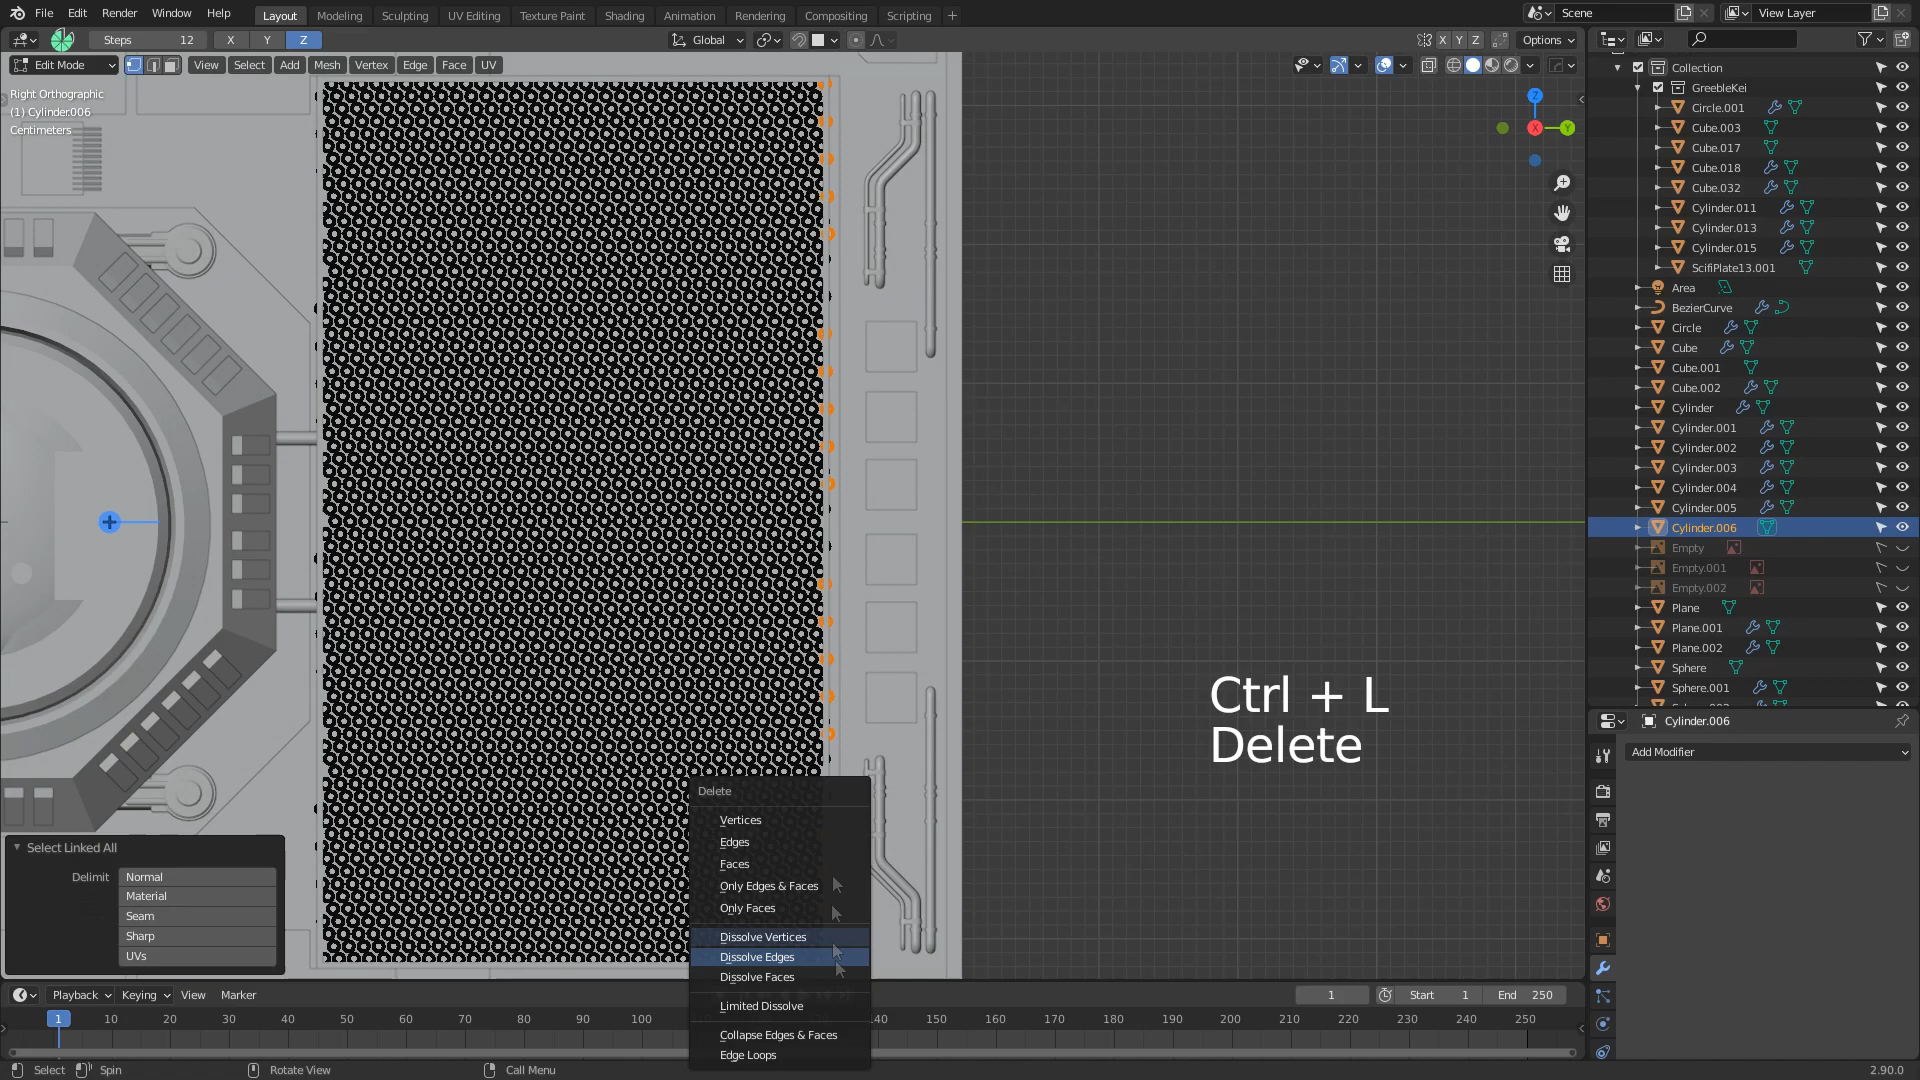 File Edit Render Window Help Layout Modeling Sculpting UV Editing Texture Paint Shading Animation Rendering Compositing Scripting + Scene View Layer
Steps 12 X Y Z Global X Y Z Options
Edit Mode View Select Add Mesh Vertex Edge Face UV
Right Orthographic
(1) Cylinder.006
Centimeters
Z
X
Y
Ctrl + L
Delete
Delete
Vertices
Edges
Faces
Only Edges & Faces
Only Faces
Dissolve Vertices
Dissolve Edges
Dissolve Faces
Limited Dissolve
Collapse Edges & Faces
Edge Loops
Select Linked All
Delimit Normal
Material
Seam
Sharp
UVs
Collection
GreebleKei
Circle.001
Cube.003
Cube.017
Cube.018
Cube.032
Cylinder.011
Cylinder.013
Cylinder.015
ScifiPlate13.001
Area
BezierCurve
Circle
Cube
Cube.001
Cube.002
Cylinder
Cylinder.001
Cylinder.002
Cylinder.003
Cylinder.004
Cylinder.005
Cylinder.006
Empty
Empty.001
Empty.002
Plane
Plane.001
Plane.002
Sphere
Sphere.001
Cylinder.006
Add Modifier
Playback Keying View Marker 1 Start 1 End 250
1 10 20 30 40 50 60 70 80 90 100 140 150 160 170 180 190 200 210 220 230 240 250
Select Spin Rotate View Call Menu 2.90.0